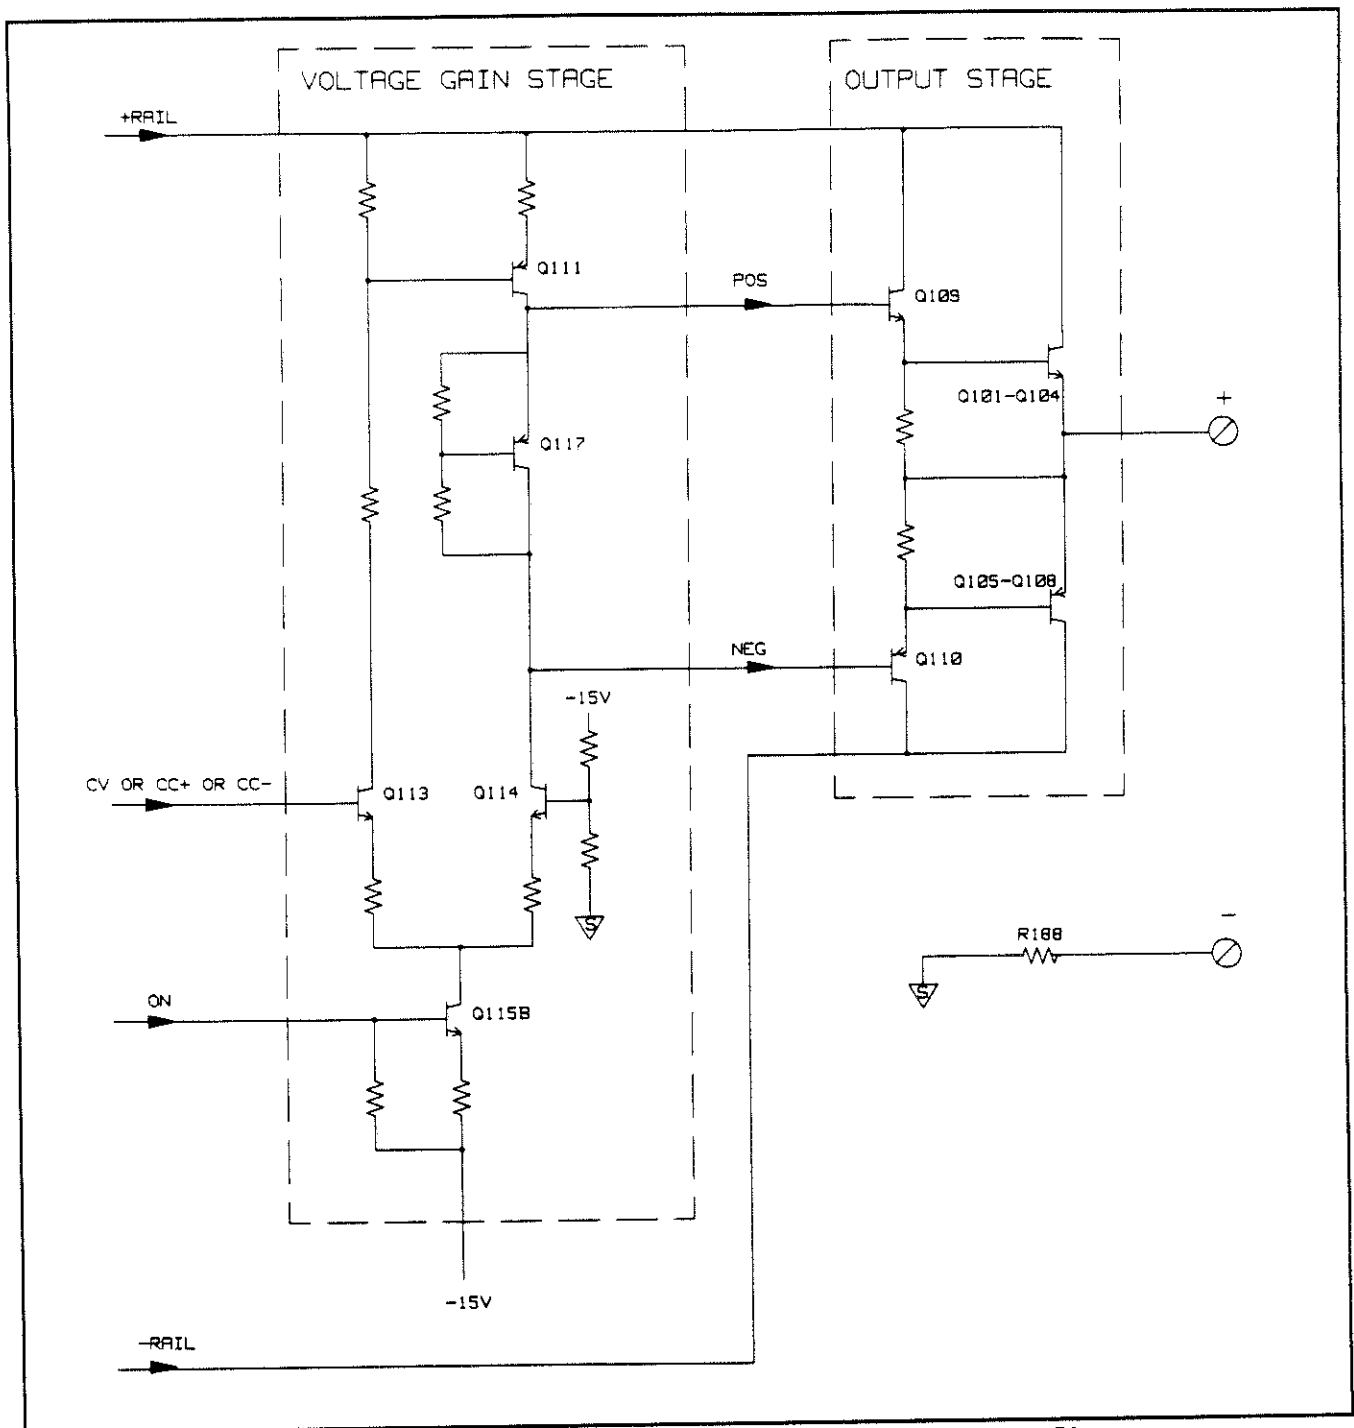 VOLTAGE GAIN STAGE
OUTPUT STAGE
+RAIL
Q111
POS
Q109
Q101-Q104
+
Q117
Q105-Q108
NEG
Q110
-15V
CV OR CC+ OR CC-
Q113
Q114
S
R188
-
S
ON
Q115B
-15V
-RAIL